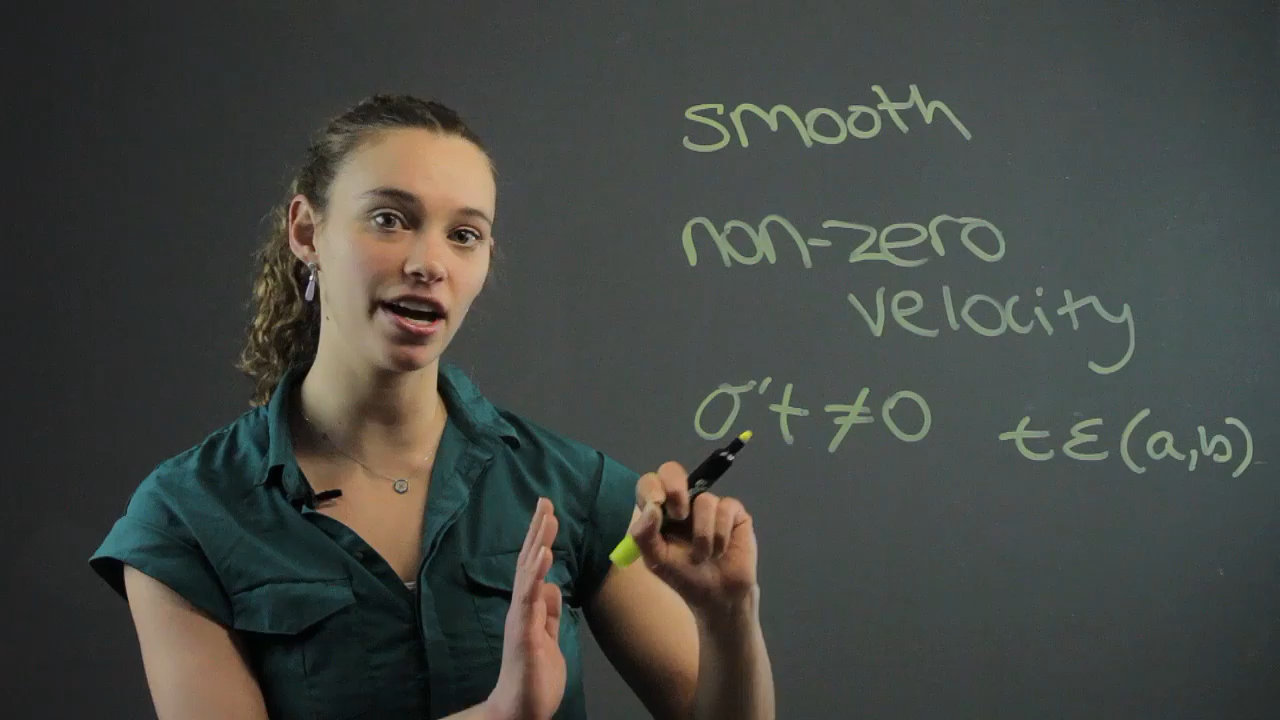 smooth
non-zero
velocity
σ't ≠ 0 t ∈ (a,b)